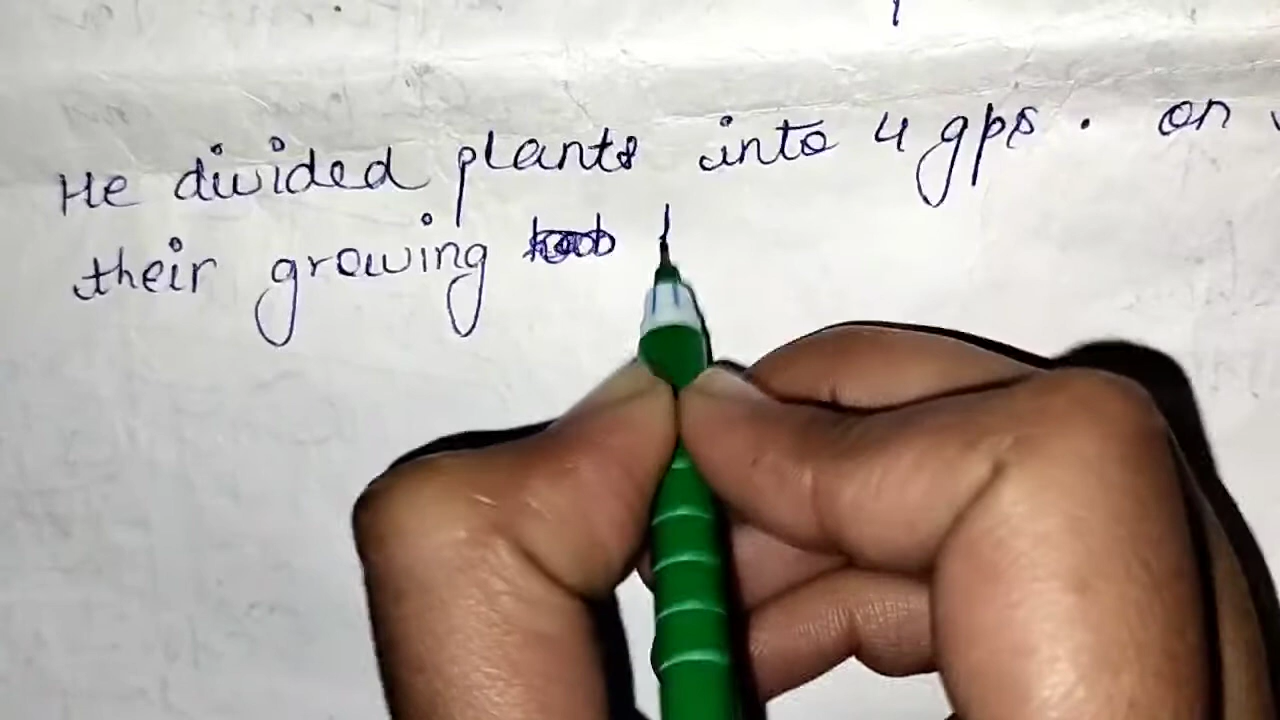 He divided plants into 4 gps. on
their growing